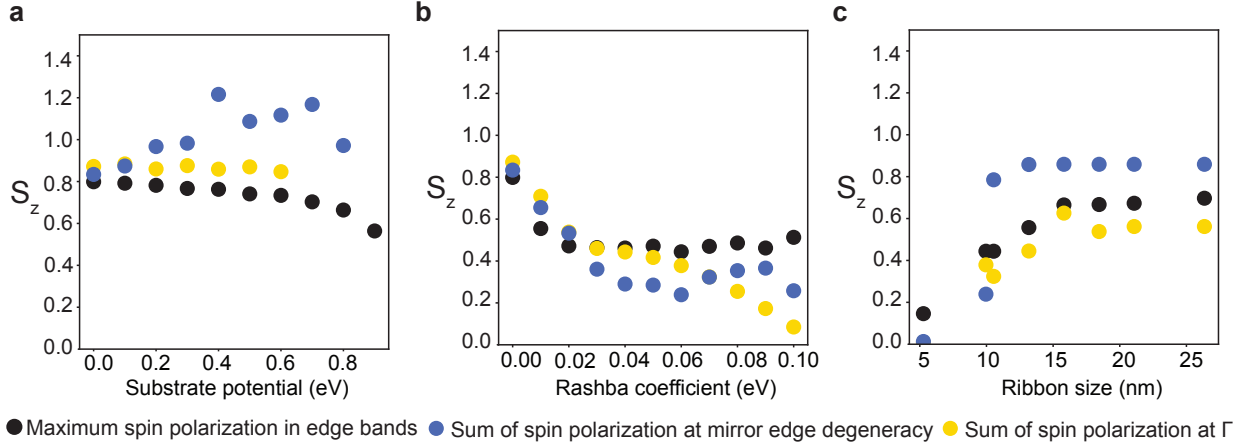 a
b
c
1.4
1.2
1.0
0.8
0.6
0.4
0.2
0.0
Sz
0.0 0.2 0.4 0.6 0.8
Substrate potential (eV)
1.4
1.2
1.0
0.8
0.6
0.4
0.2
0.0
Sz
0.00 0.02 0.04 0.06 0.08 0.10
Rashba coefficient (eV)
1.4
1.2
1.0
0.8
0.6
0.4
0.2
0.0
Sz
5 10 15 20 25
Ribbon size (nm)
Maximum spin polarization in edge bands Sum of spin polarization at mirror edge degeneracy Sum of spin polarization at Γ